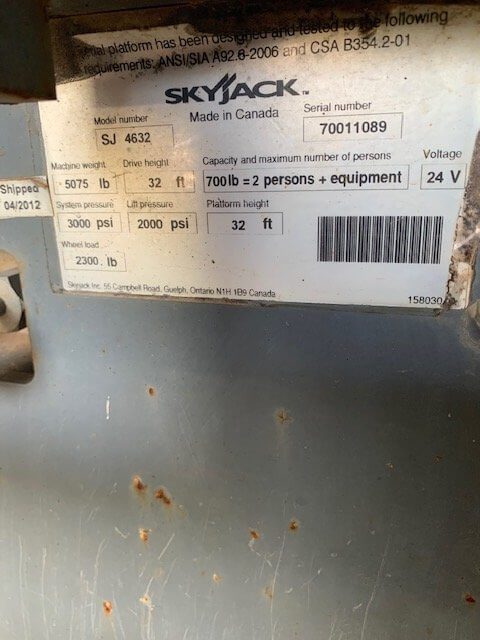 rial platform has been designed and tested to the following
requirements: ANSI/SIA A92.6-2006 and CSA B354.2-01
SKYJACK™
Made in Canada
Model number
SJ 4632
Serial number
70011089
Machine weight
5075 lb
Drive height
32 ft
Capacity and maximum number of persons
700 lb = 2 persons + equipment
Voltage
24 V
Shipped
04/2012
System pressure
3000 psi
Lift pressure
2000 psi
Platform height
32 ft
Wheel load
2300. lb
Skyjack Inc. 55 Campbell Road, Guelph, Ontario N1H 1B9 Canada
158030